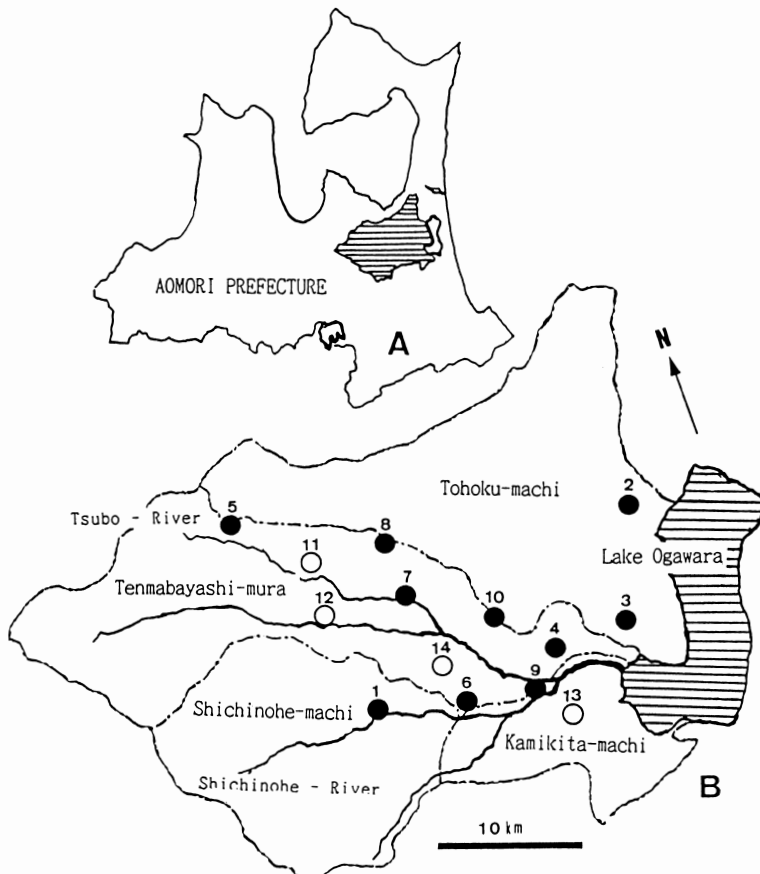 AOMORI PREFECTURE
A
N
Tohoku-machi
2
5
Tsubo - River
8
Lake Ogawara
11
Tenmabayashi-mura
7
12
10
3
4
14
9
6
13
1
Shichinohe-machi
Kamikita-machi
Shichinohe - River
B
10 km